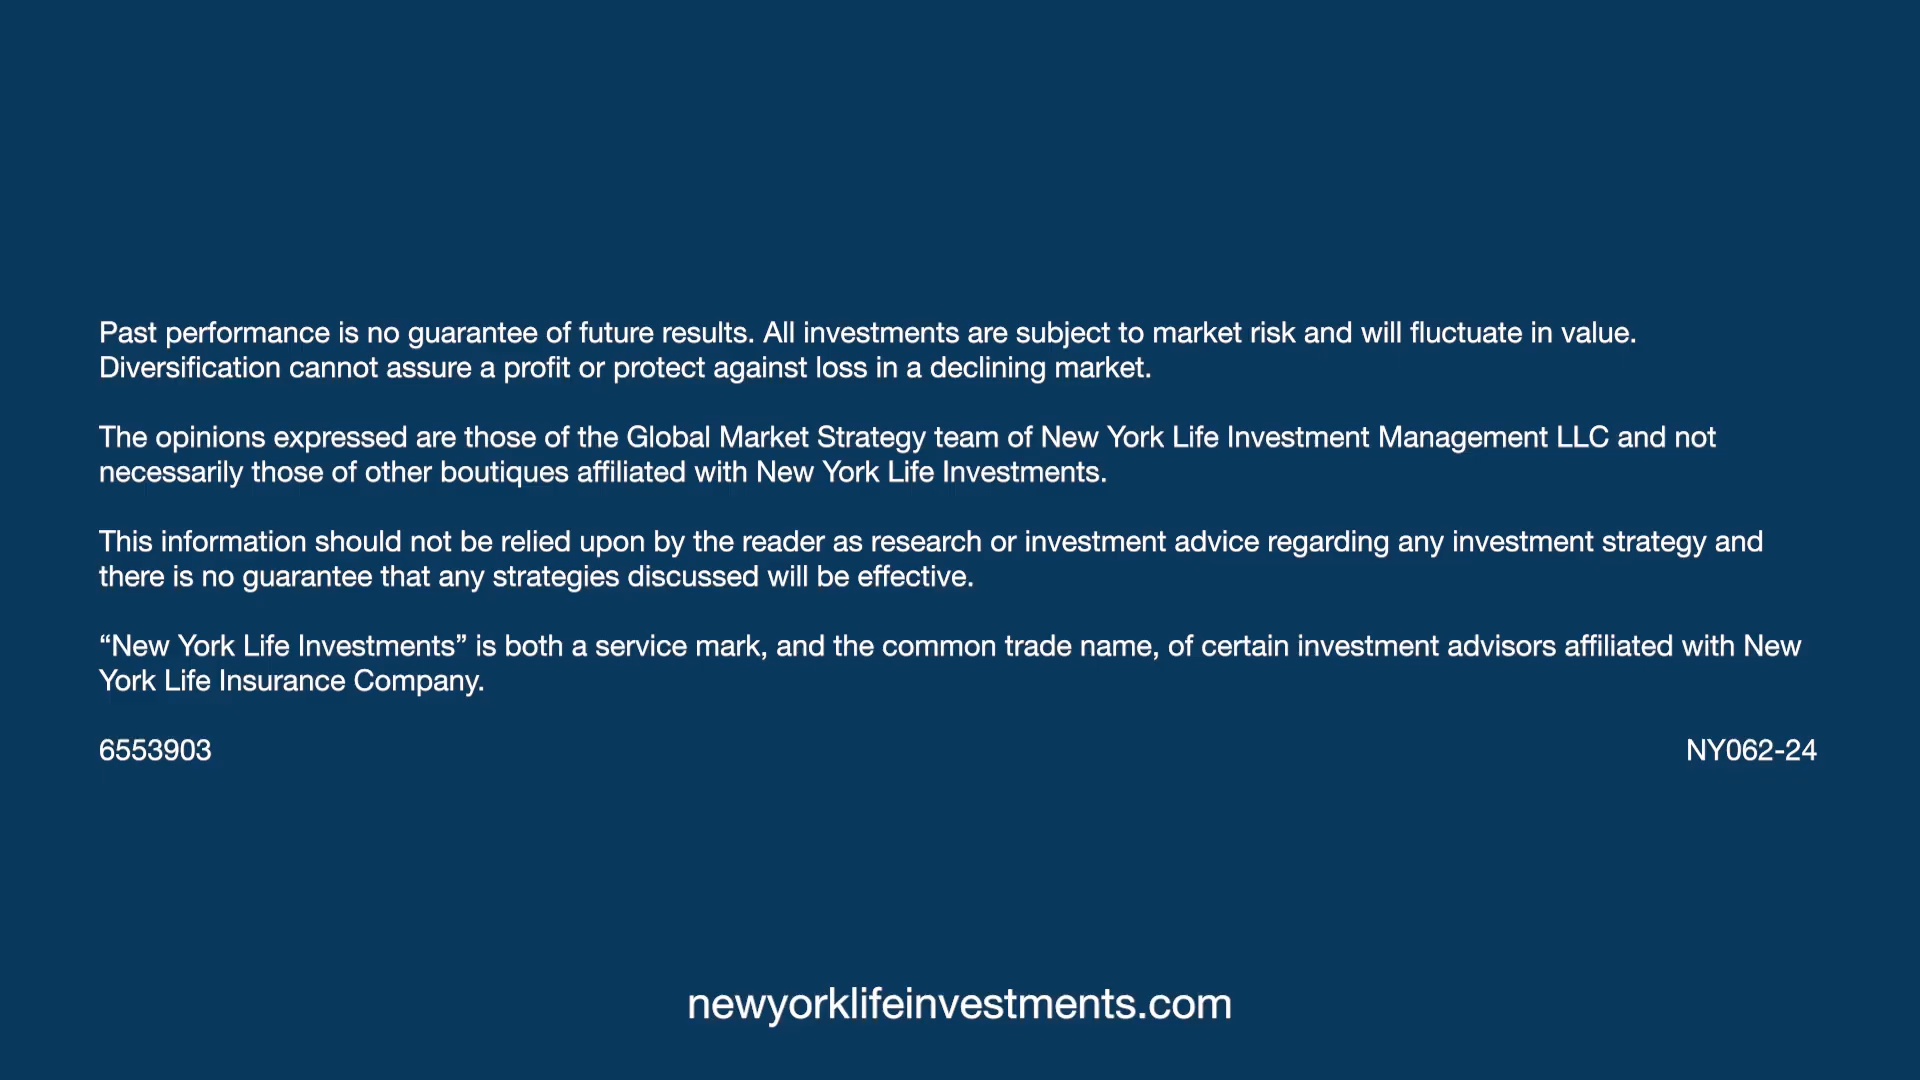 Past performance is no guarantee of future results. All investments are subject to market risk and will fluctuate in value.
Diversification cannot assure a profit or protect against loss in a declining market.
The opinions expressed are those of the Global Market Strategy team of New York Life Investment Management LLC and not
necessarily those of other boutiques affiliated with New York Life Investments.
This information should not be relied upon by the reader as research or investment advice regarding any investment strategy and
there is no guarantee that any strategies discussed will be effective.
“New York Life Investments” is both a service mark, and the common trade name, of certain investment advisors affiliated with New
York Life Insurance Company.
6553903 NY062-24
newyorklifeinvestments.com